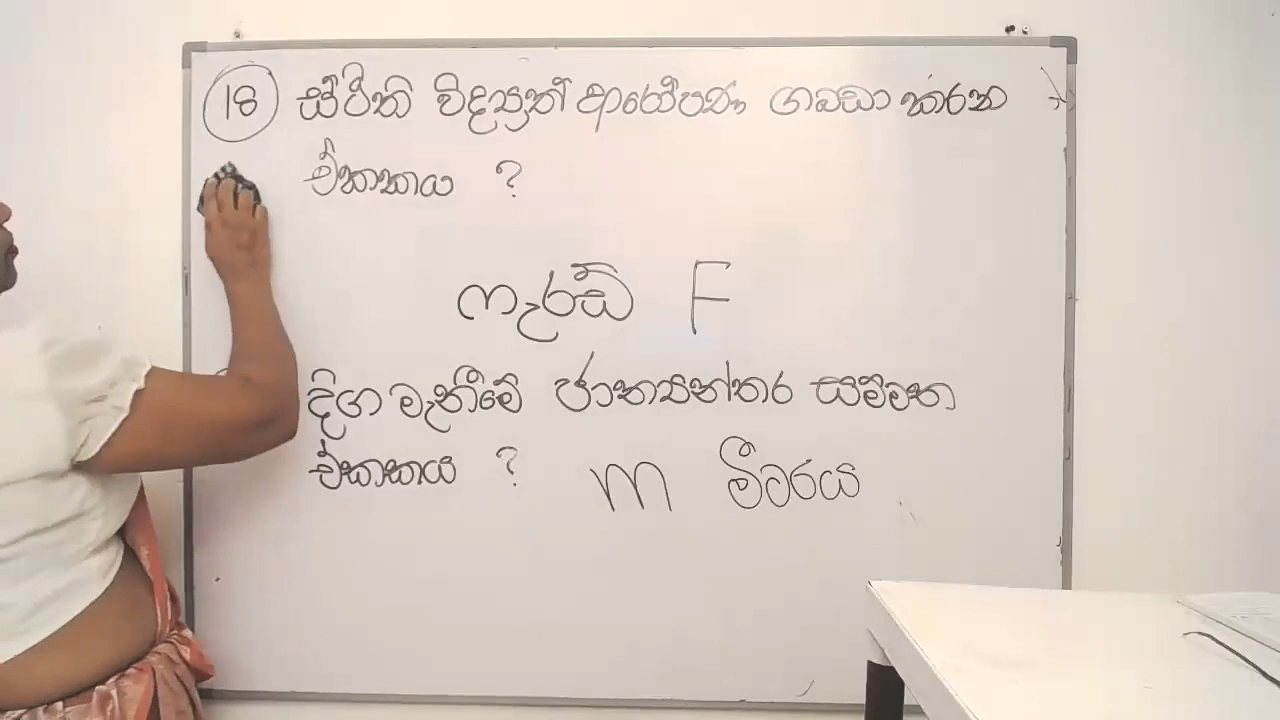 18 ස්ථිති විද්‍යුත් ආරෝපණ ගබඩා කරන
ඒකකය ?
ෆැරඩ් F
දිග මැනීමේ ජාත්‍යන්තර සම්මත
ඒකකය ? m මීටරය